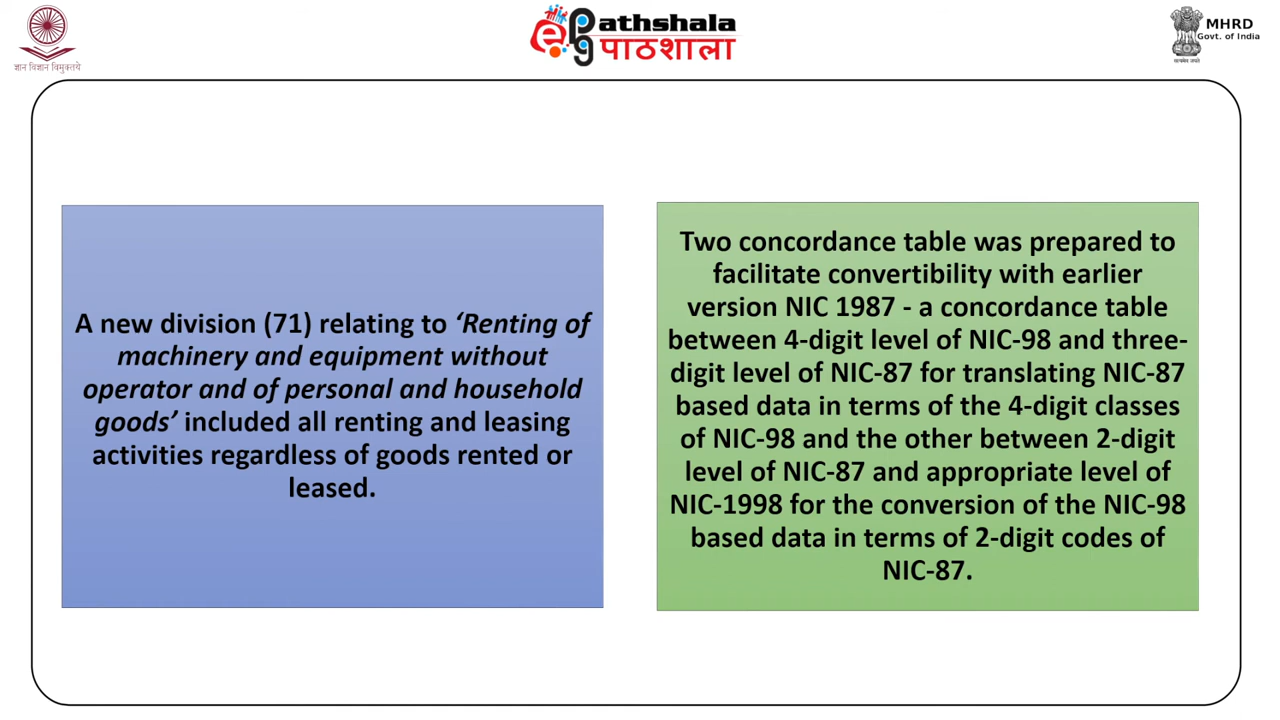 ज्ञान विज्ञान विमुक्तये
epg Pathshala
पाठशाला
MHRD
Govt. of India
सत्यमेव जयते
A new division (71) relating to ‘Renting of
machinery and equipment without
operator and of personal and household
goods’ included all renting and leasing
activities regardless of goods rented or
leased.
Two concordance table was prepared to
facilitate convertibility with earlier
version NIC 1987 - a concordance table
between 4-digit level of NIC-98 and three-
digit level of NIC-87 for translating NIC-87
based data in terms of the 4-digit classes
of NIC-98 and the other between 2-digit
level of NIC-87 and appropriate level of
NIC-1998 for the conversion of the NIC-98
based data in terms of 2-digit codes of
NIC-87.